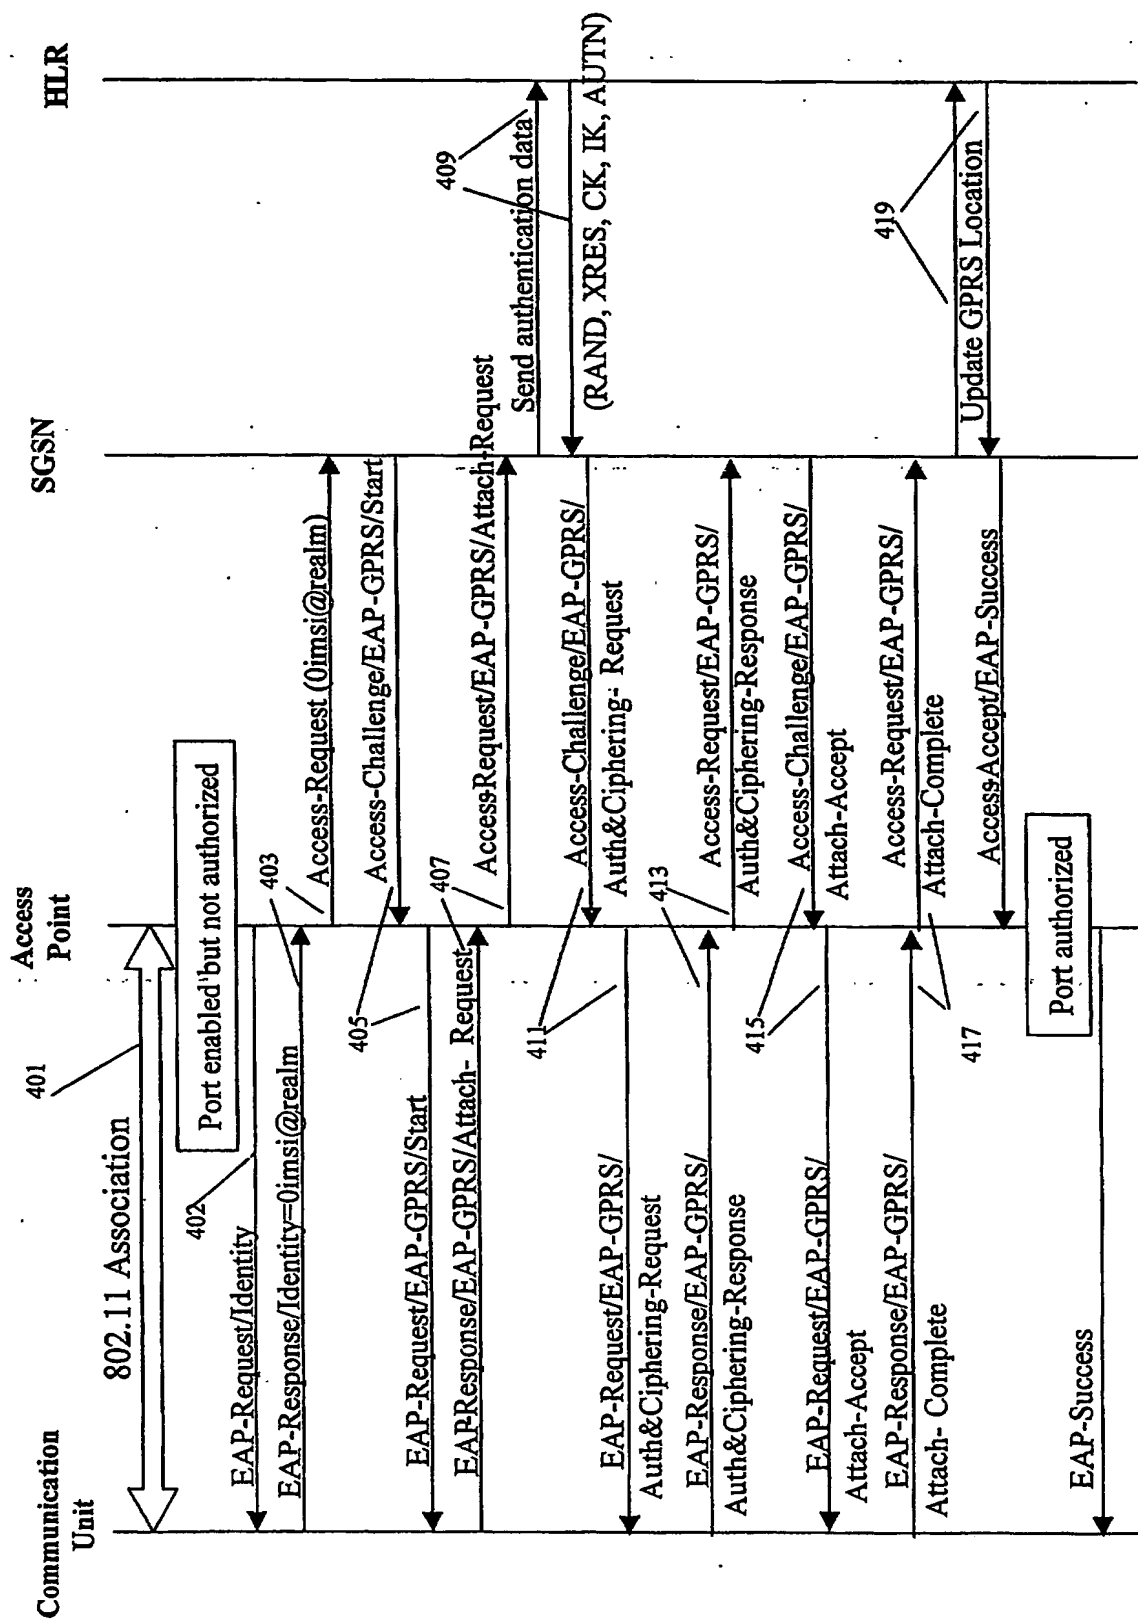 Communication
Unit
Access
Point
SGSN
HLR
802.11 Association
401
Port enabled but not authorized
402
EAP-Request/Identity
EAP-Response/Identity=0imsi@realm
403
Access-Request (0imsi@realm)
Access-Challenge/EAP-GPRS/Start
405
EAP-Request/EAP-GPRS/Start
EAP-Response/EAP-GPRS/Attach- Request
407
Access-Request/EAP-GPRS/Attach-Request
Send authentication data
409
(RAND, XRES, CK, IK, AUTN)
Access-Challenge/EAP-GPRS/
Auth&Ciphering- Request
411
EAP-Request/EAP-GPRS/
Auth&Ciphering-Request
EAP-Response/EAP-GPRS/
Auth&Ciphering-Response
413
Access-Request/EAP-GPRS/
Auth&Ciphering-Response
Access-Challenge/EAP-GPRS/
Attach-Accept
415
EAP-Request/EAP-GPRS/
Attach-Accept
EAP-Response/EAP-GPRS/
Attach- Complete
417
Access-Request/EAP-GPRS/
Attach-Complete
Update GPRS Location
419
Access-Accept/EAP-Success
Port authorized
EAP-Success